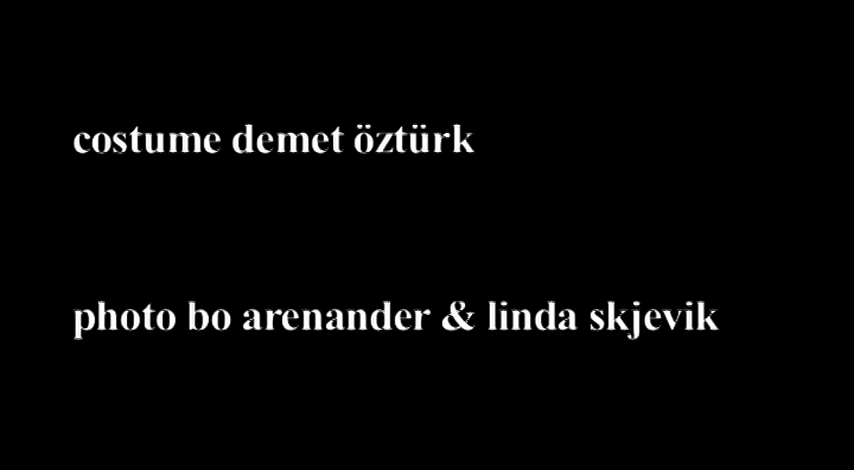 costume demet öztürk
photo bo arenander & linda skjevik